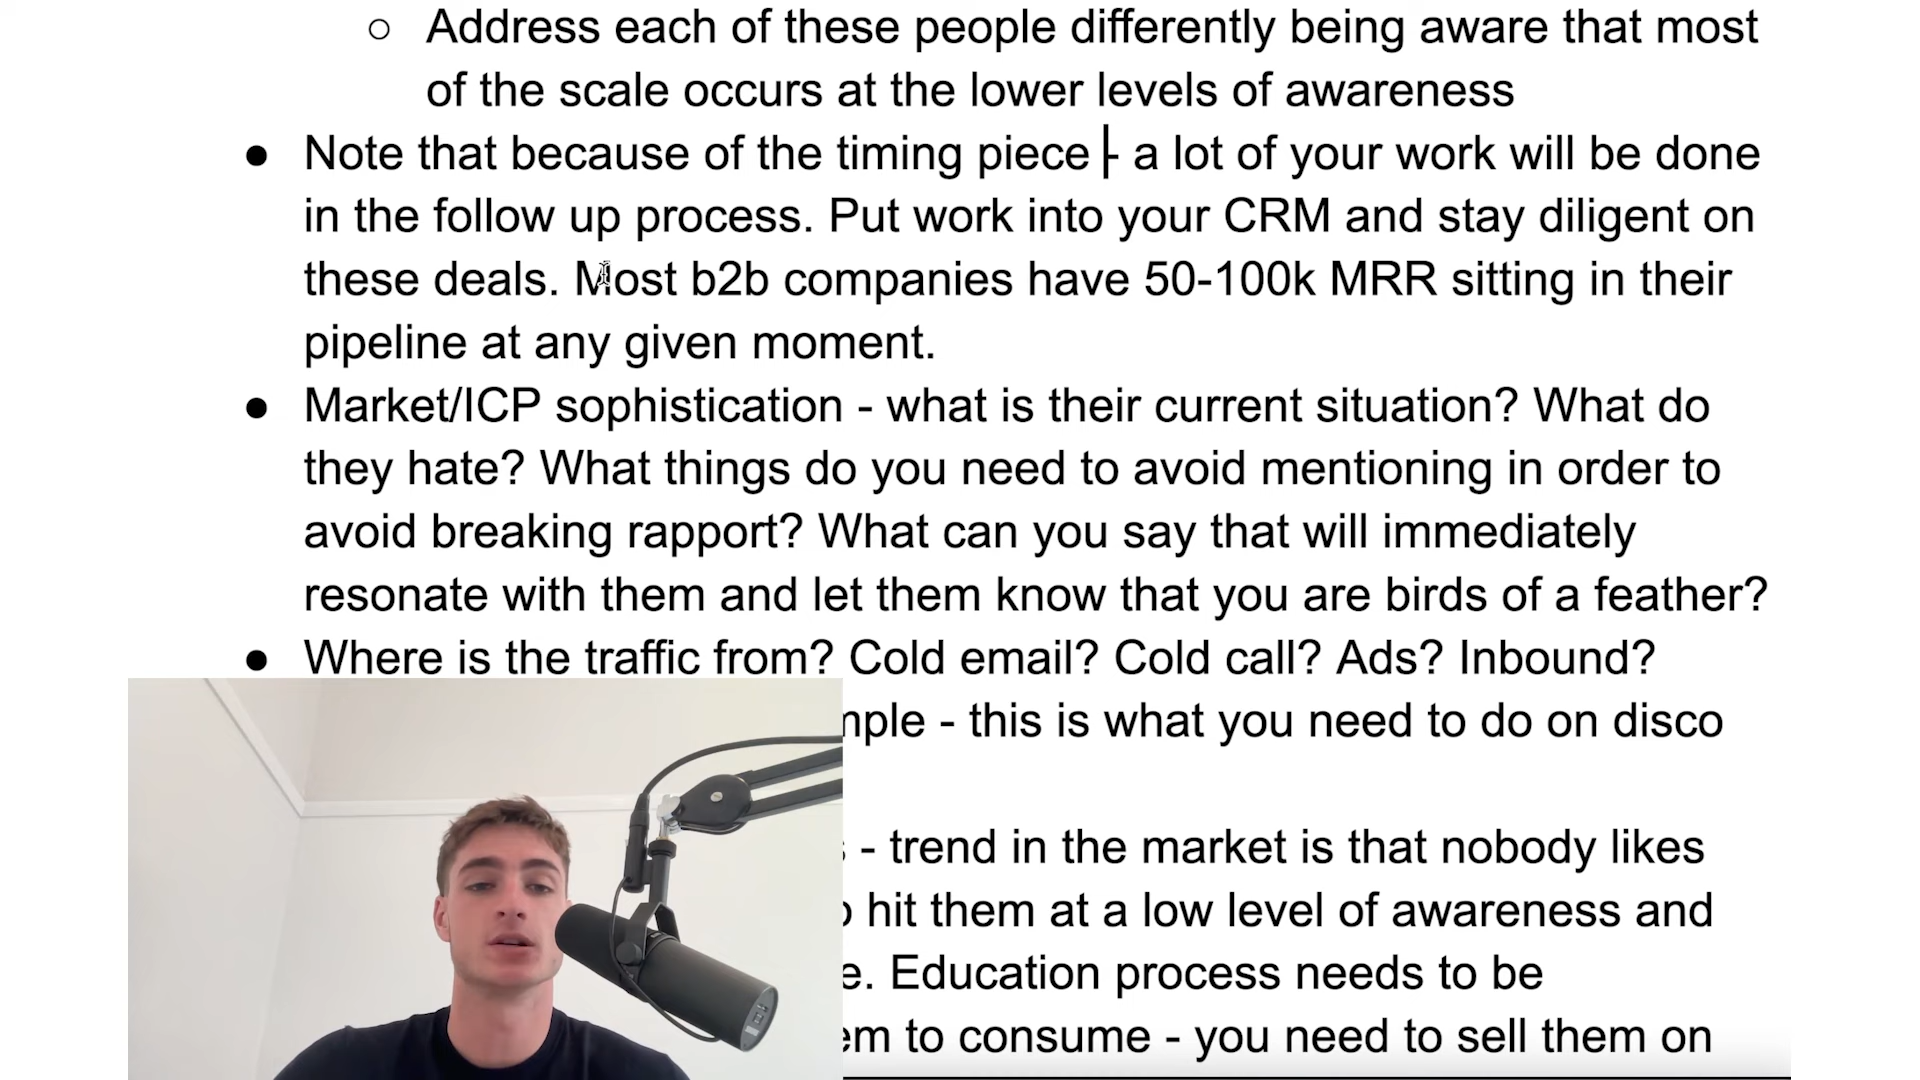 ○ Address each of these people differently being aware that most
of the scale occurs at the lower levels of awareness
● Note that because of the timing piece - a lot of your work will be done
in the follow up process. Put work into your CRM and stay diligent on
these deals. Most b2b companies have 50-100k MRR sitting in their
pipeline at any given moment.
● Market/ICP sophistication - what is their current situation? What do
they hate? What things do you need to avoid mentioning in order to
avoid breaking rapport? What can you say that will immediately
resonate with them and let them know that you are birds of a feather?
● Where is the traffic from? Cold email? Cold call? Ads? Inbound?
- this is what you need to do on disco
- trend in the market is that nobody likes
hit them at a low level of awareness and
Education process needs to be
to consume - you need to sell them on